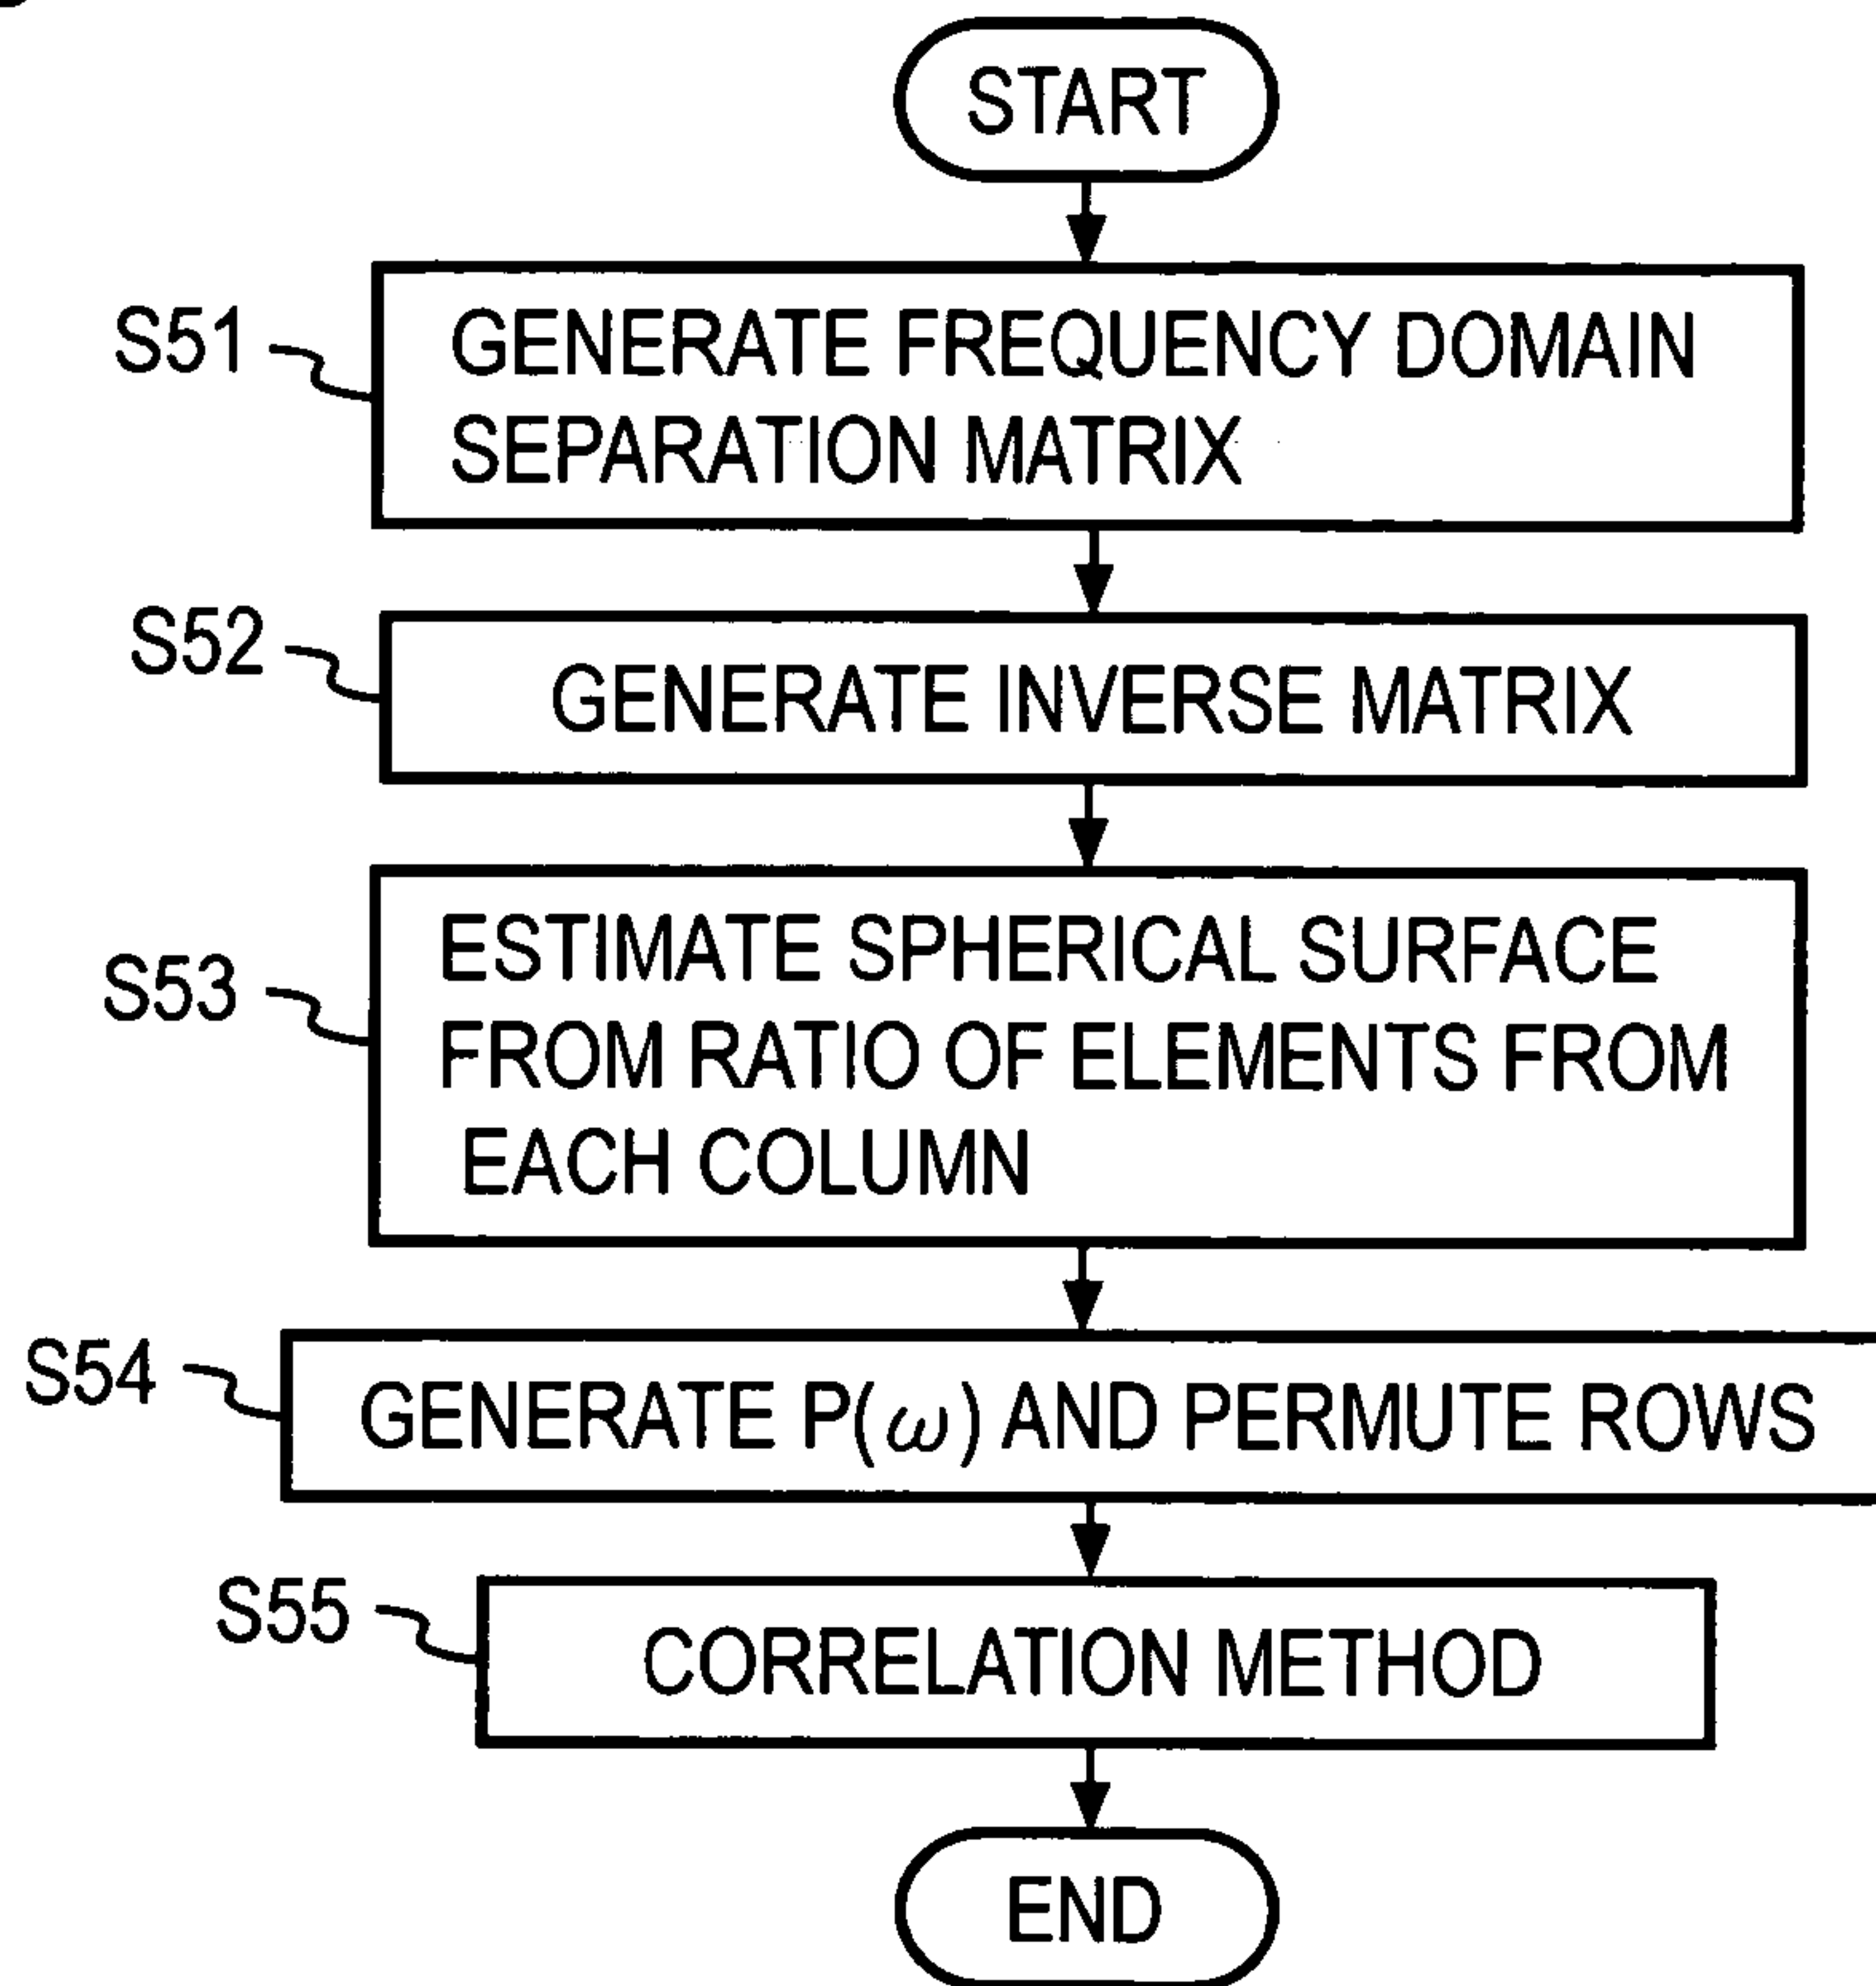 START
S51
GENERATE FREQUENCY DOMAIN
SEPARATION MATRIX
S52
GENERATE INVERSE MATRIX
S53
ESTIMATE SPHERICAL SURFACE
FROM RATIO OF ELEMENTS FROM
EACH COLUMN
S54
GENERATE P(ω) AND PERMUTE ROWS
S55
CORRELATION METHOD
END